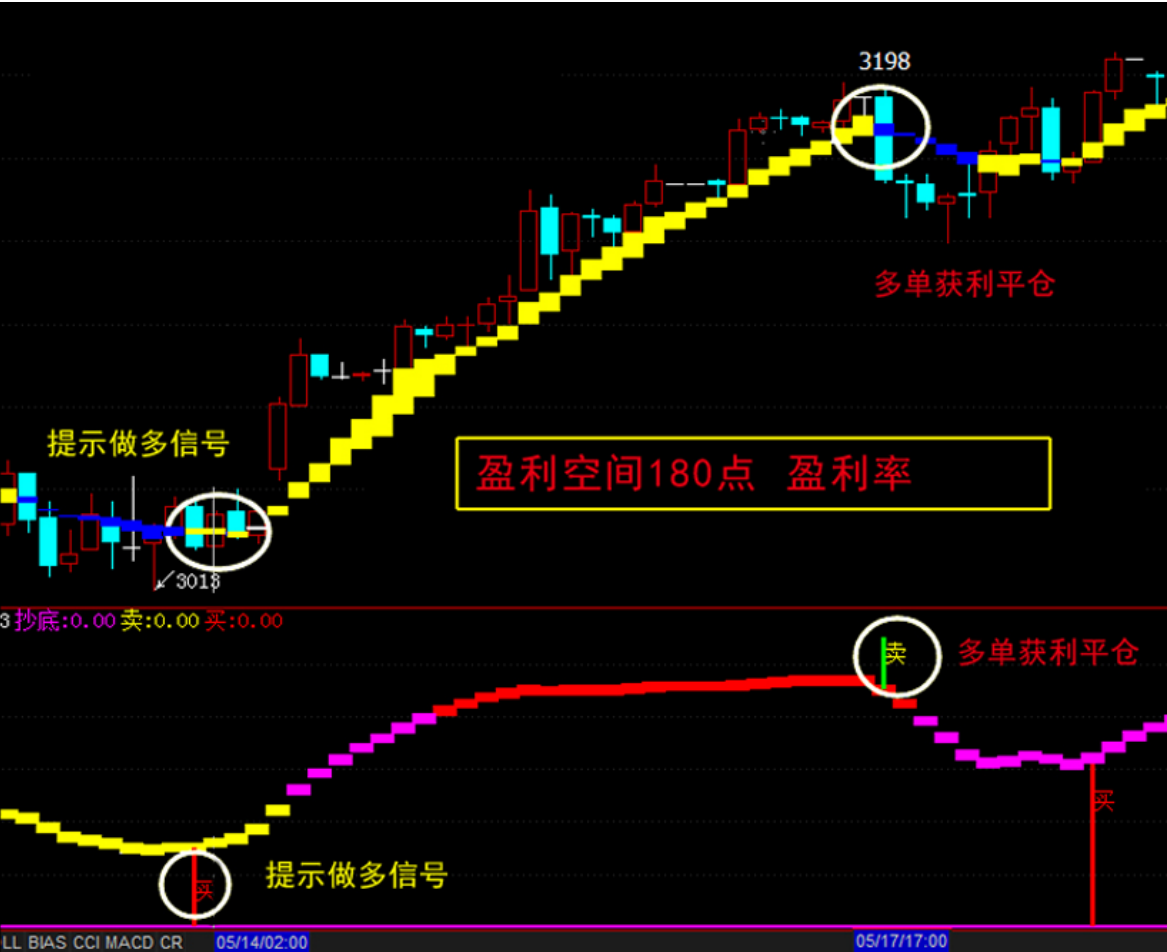 3198
多单获利平仓
提示做多信号
盈利空间180点 盈利率
3013
3抄底:0.00 卖:0.00 买:0.00
卖
多单获利平仓
买
买
提示做多信号
LL BIAS CCI MACD CR 05/14/02:00 05/17/17:00